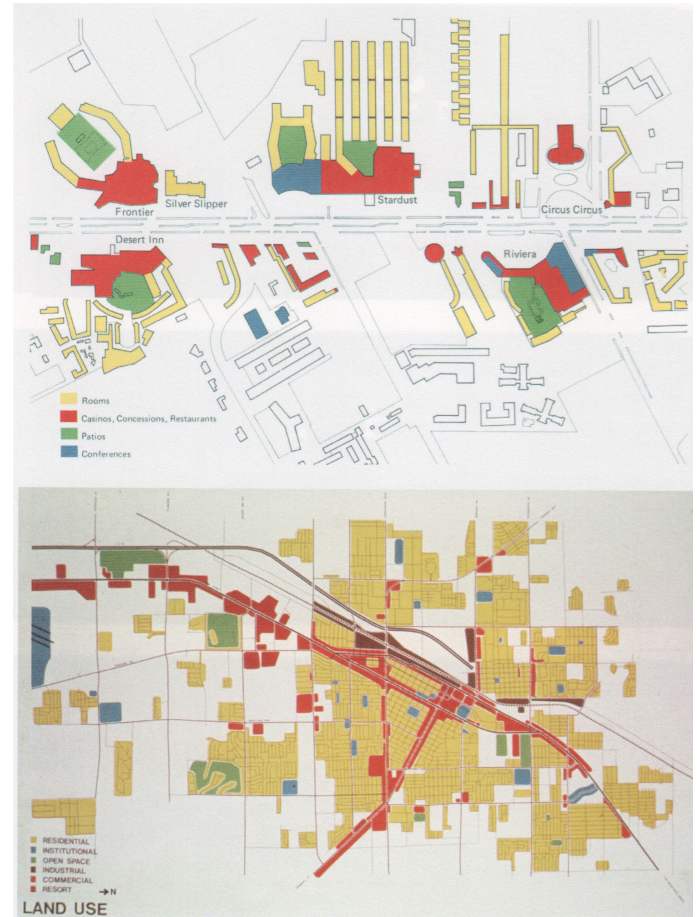 Frontier
Silver Slipper
Stardust
Circus Circus
Desert Inn
Riviera
Rooms
Casinos, Concessions, Restaurants
Patios
Conferences
RESIDENTIAL
INSTITUTIONAL
OPEN SPACE
INDUSTRIAL
COMMERCIAL
RESORT
N
LAND USE